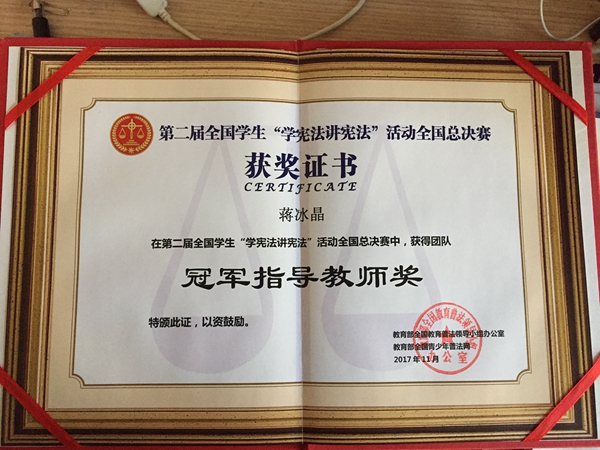 第二届全国学生“学宪法讲宪法”活动全国总决赛
获奖证书
CERTIFICATE
蒋冰晶
在第二届全国学生“学宪法讲宪法”活动全国总决赛中，获得团队
冠军指导教师奖
特颁此证，以资鼓励。
教育部全国教育普法领导小组办公室
教育部全国青少年普法网
2017年11月
办公室